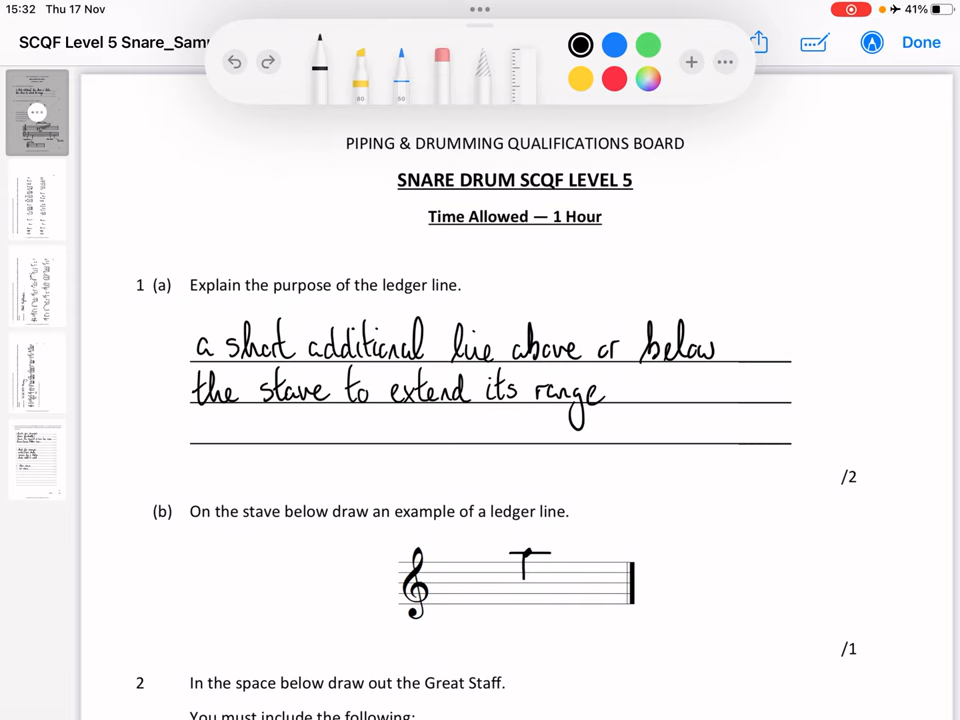 15:32 Thu 17 Nov
41%
SCQF Level 5 Snare_Sam
80
50
Done
PIPING & DRUMMING QUALIFICATIONS BOARD
SNARE DRUM SCQF LEVEL 5
Time Allowed — 1 Hour
1 (a) Explain the purpose of the ledger line.
a short additional line above or below
the stave to extend its range
/2
(b) On the stave below draw an example of a ledger line.
/1
2 In the space below draw out the Great Staff.
You must include the following: